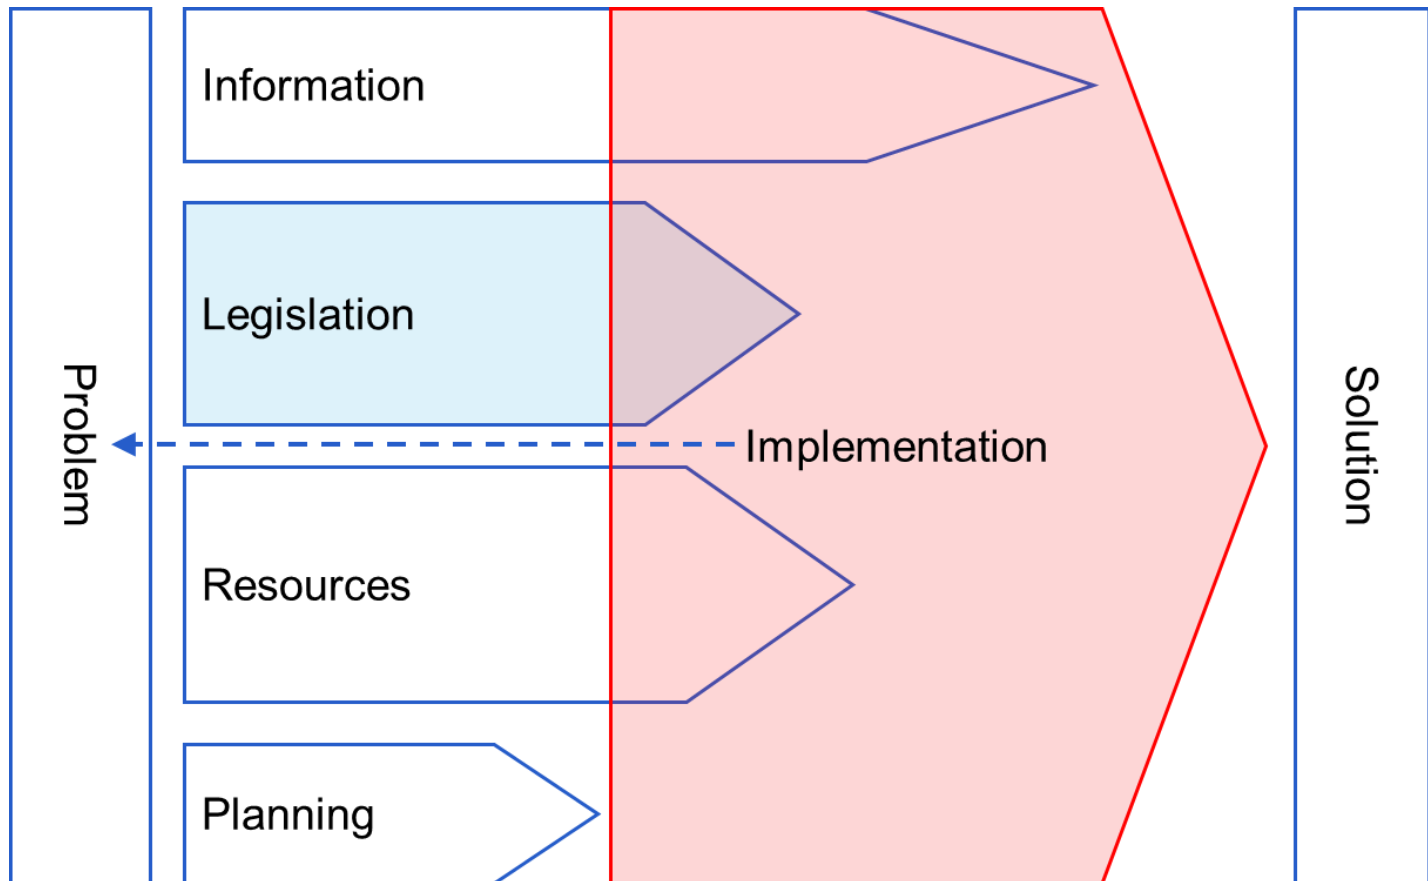 Problem
Information
Legislation
Implementation
Resources
Planning
Solution